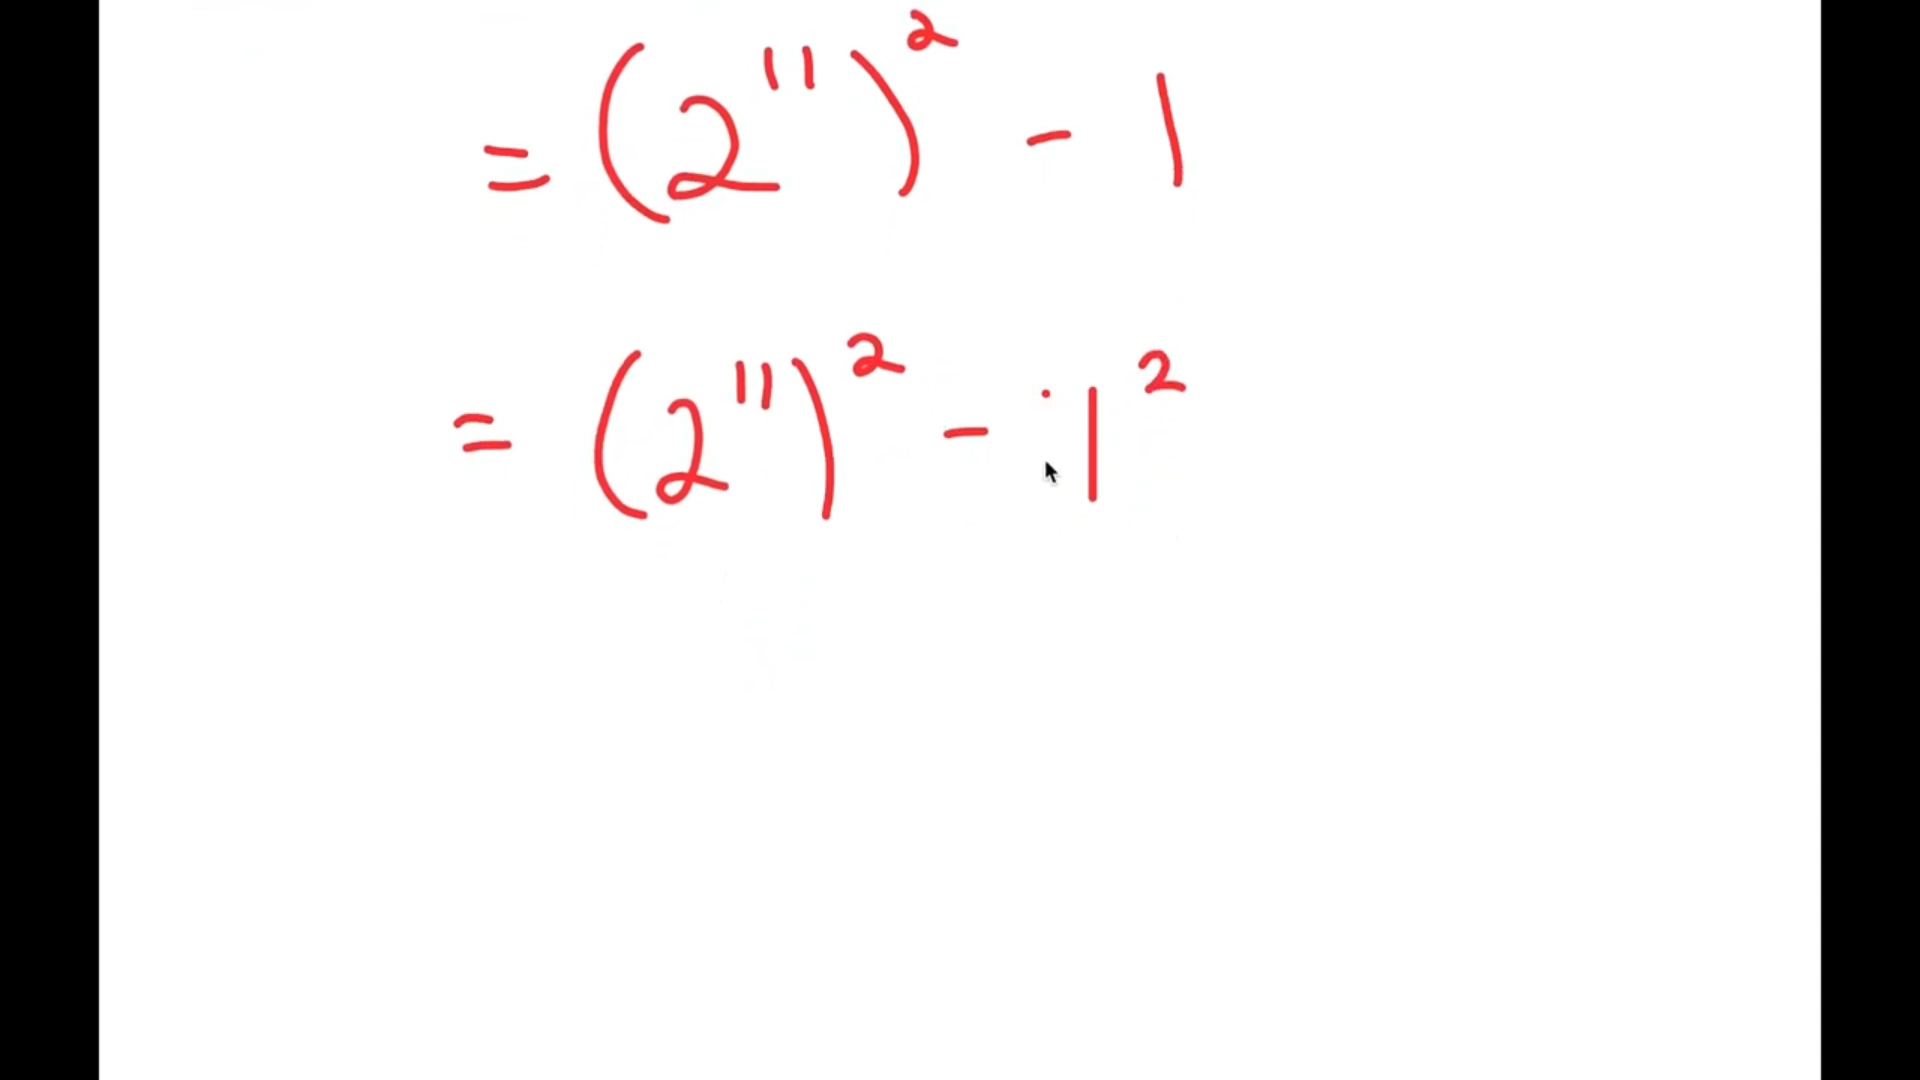 = (2¹¹)² - 1
= (2¹¹)² - 1²